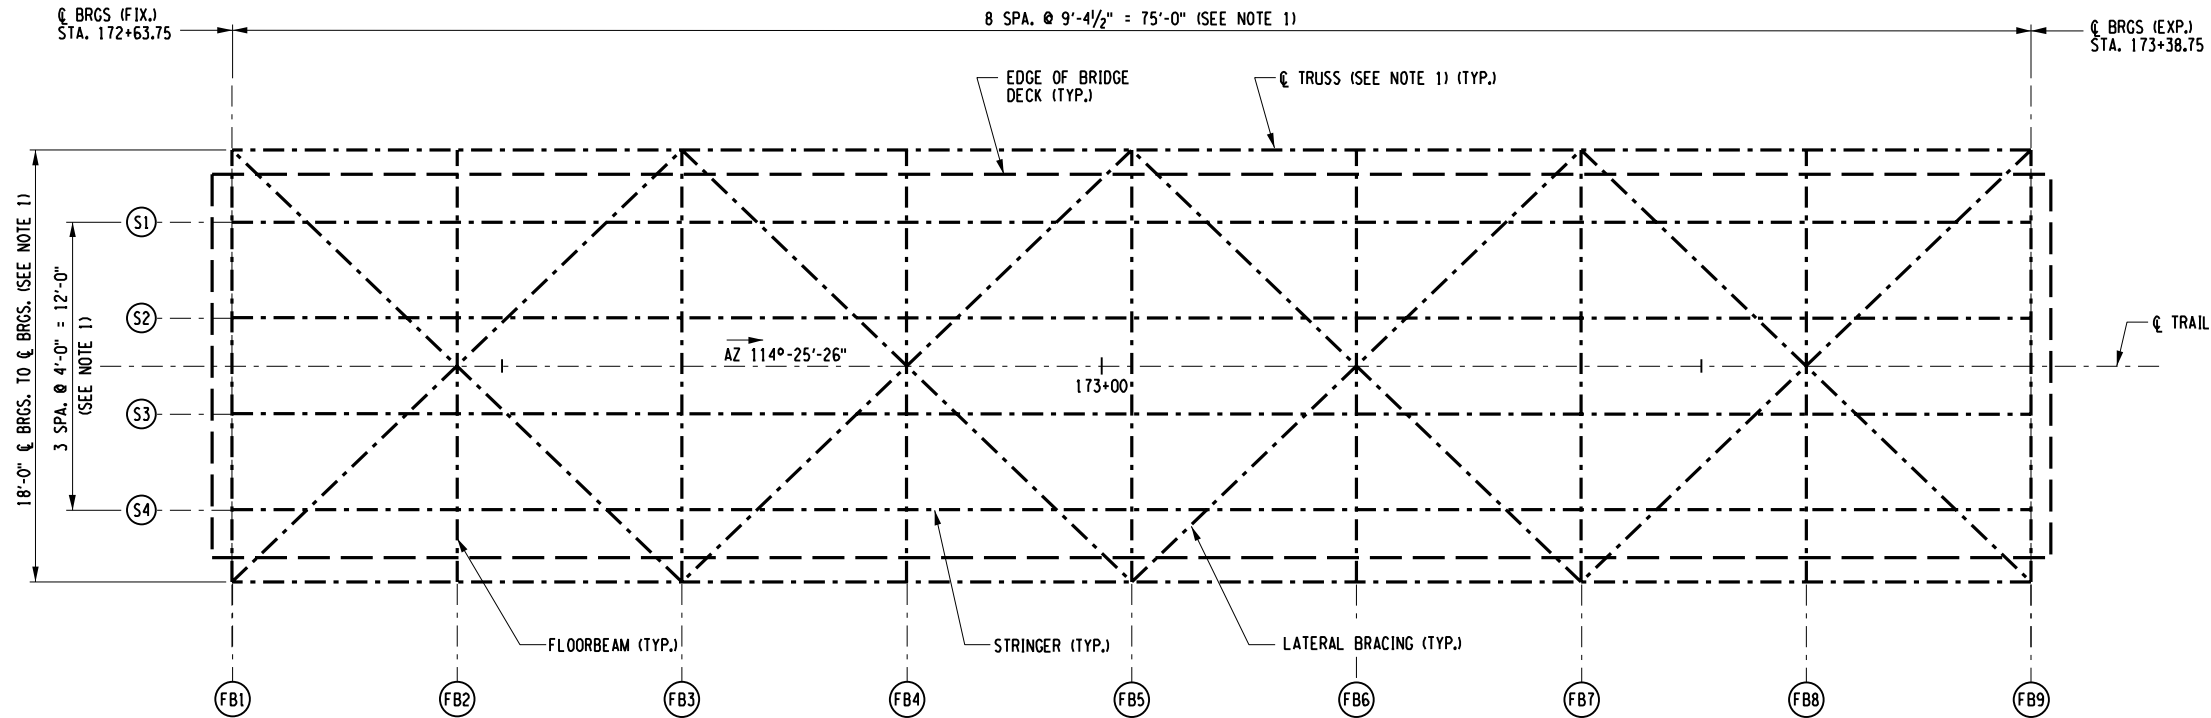 ℄ BRGS (FIX.)
STA. 172+63.75
8 SPA. @ 9'-4½" = 75'-0" (SEE NOTE 1)
℄ BRGS (EXP.)
STA. 173+38.75
EDGE OF BRIDGE
DECK (TYP.)
℄ TRUSS (SEE NOTE 1) (TYP.)
18'-0" ℄ BRGS. TO ℄ BRGS. (SEE NOTE 1)
3 SPA. @ 4'-0" = 12'-0"
(SEE NOTE 1)
S1
S2
S3
S4
AZ 114°-25'-26"
173+00
℄ TRAIL
FLOORBEAM (TYP.)
STRINGER (TYP.)
LATERAL BRACING (TYP.)
FB1
FB2
FB3
FB4
FB5
FB6
FB7
FB8
FB9